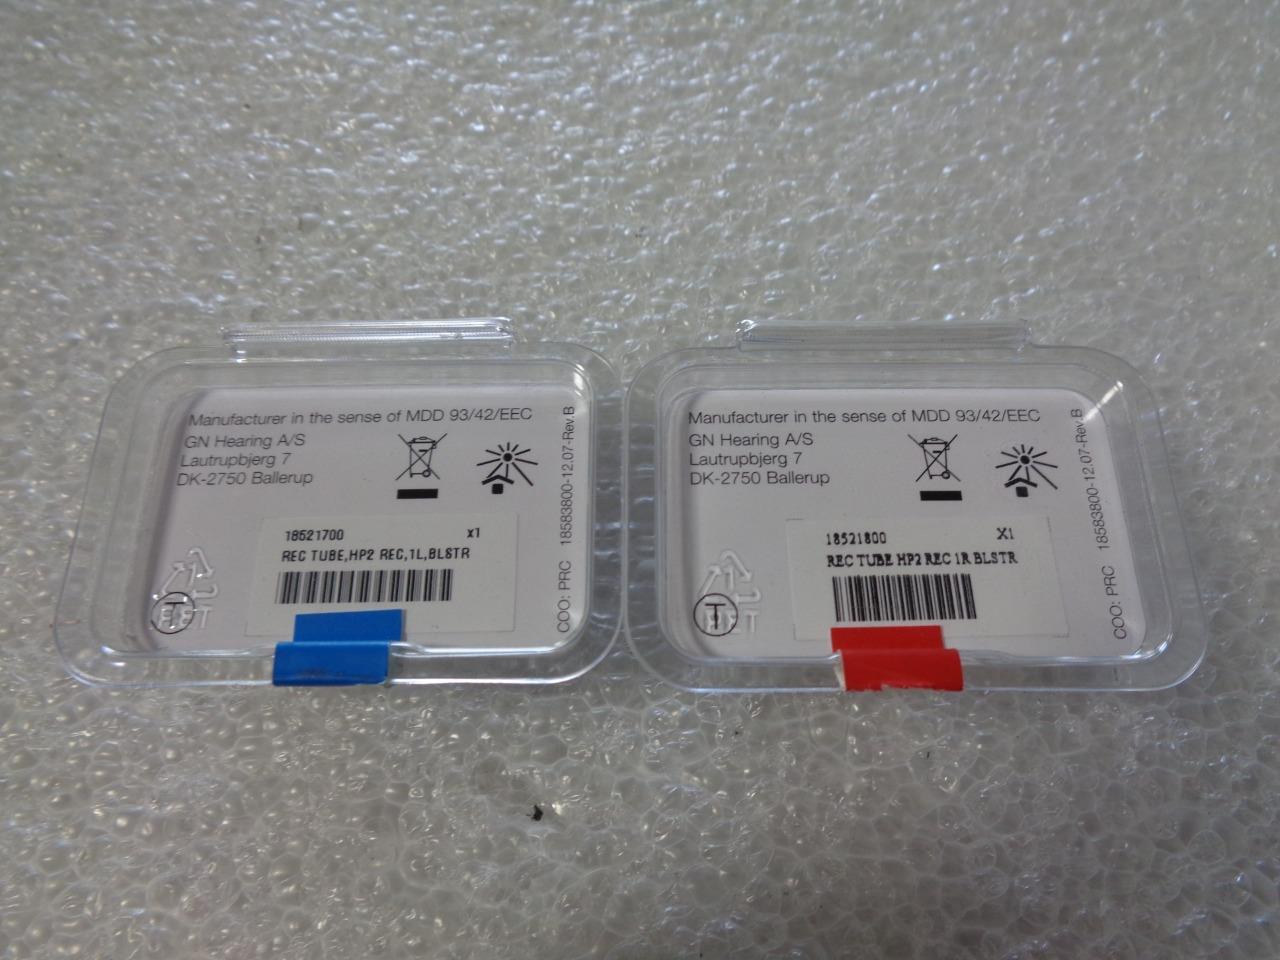 Manufacturer in the sense of MDD 93/42/EEC
GN Hearing A/S
Lautrupbjerg 7
DK-2750 Ballerup
18521700 x1
REC TUBE,HP2 REC,1L,BLSTR
T
PET
COO: PRC 18583800-12.07-Rev.B
Manufacturer in the sense of MDD 93/42/EEC
GN Hearing A/S
Lautrupbjerg 7
DK-2750 Ballerup
18521800 X1
REC TUBE HP2 REC 1R BLSTR
T
PET
COO: PRC 18583800-12.07-Rev.B